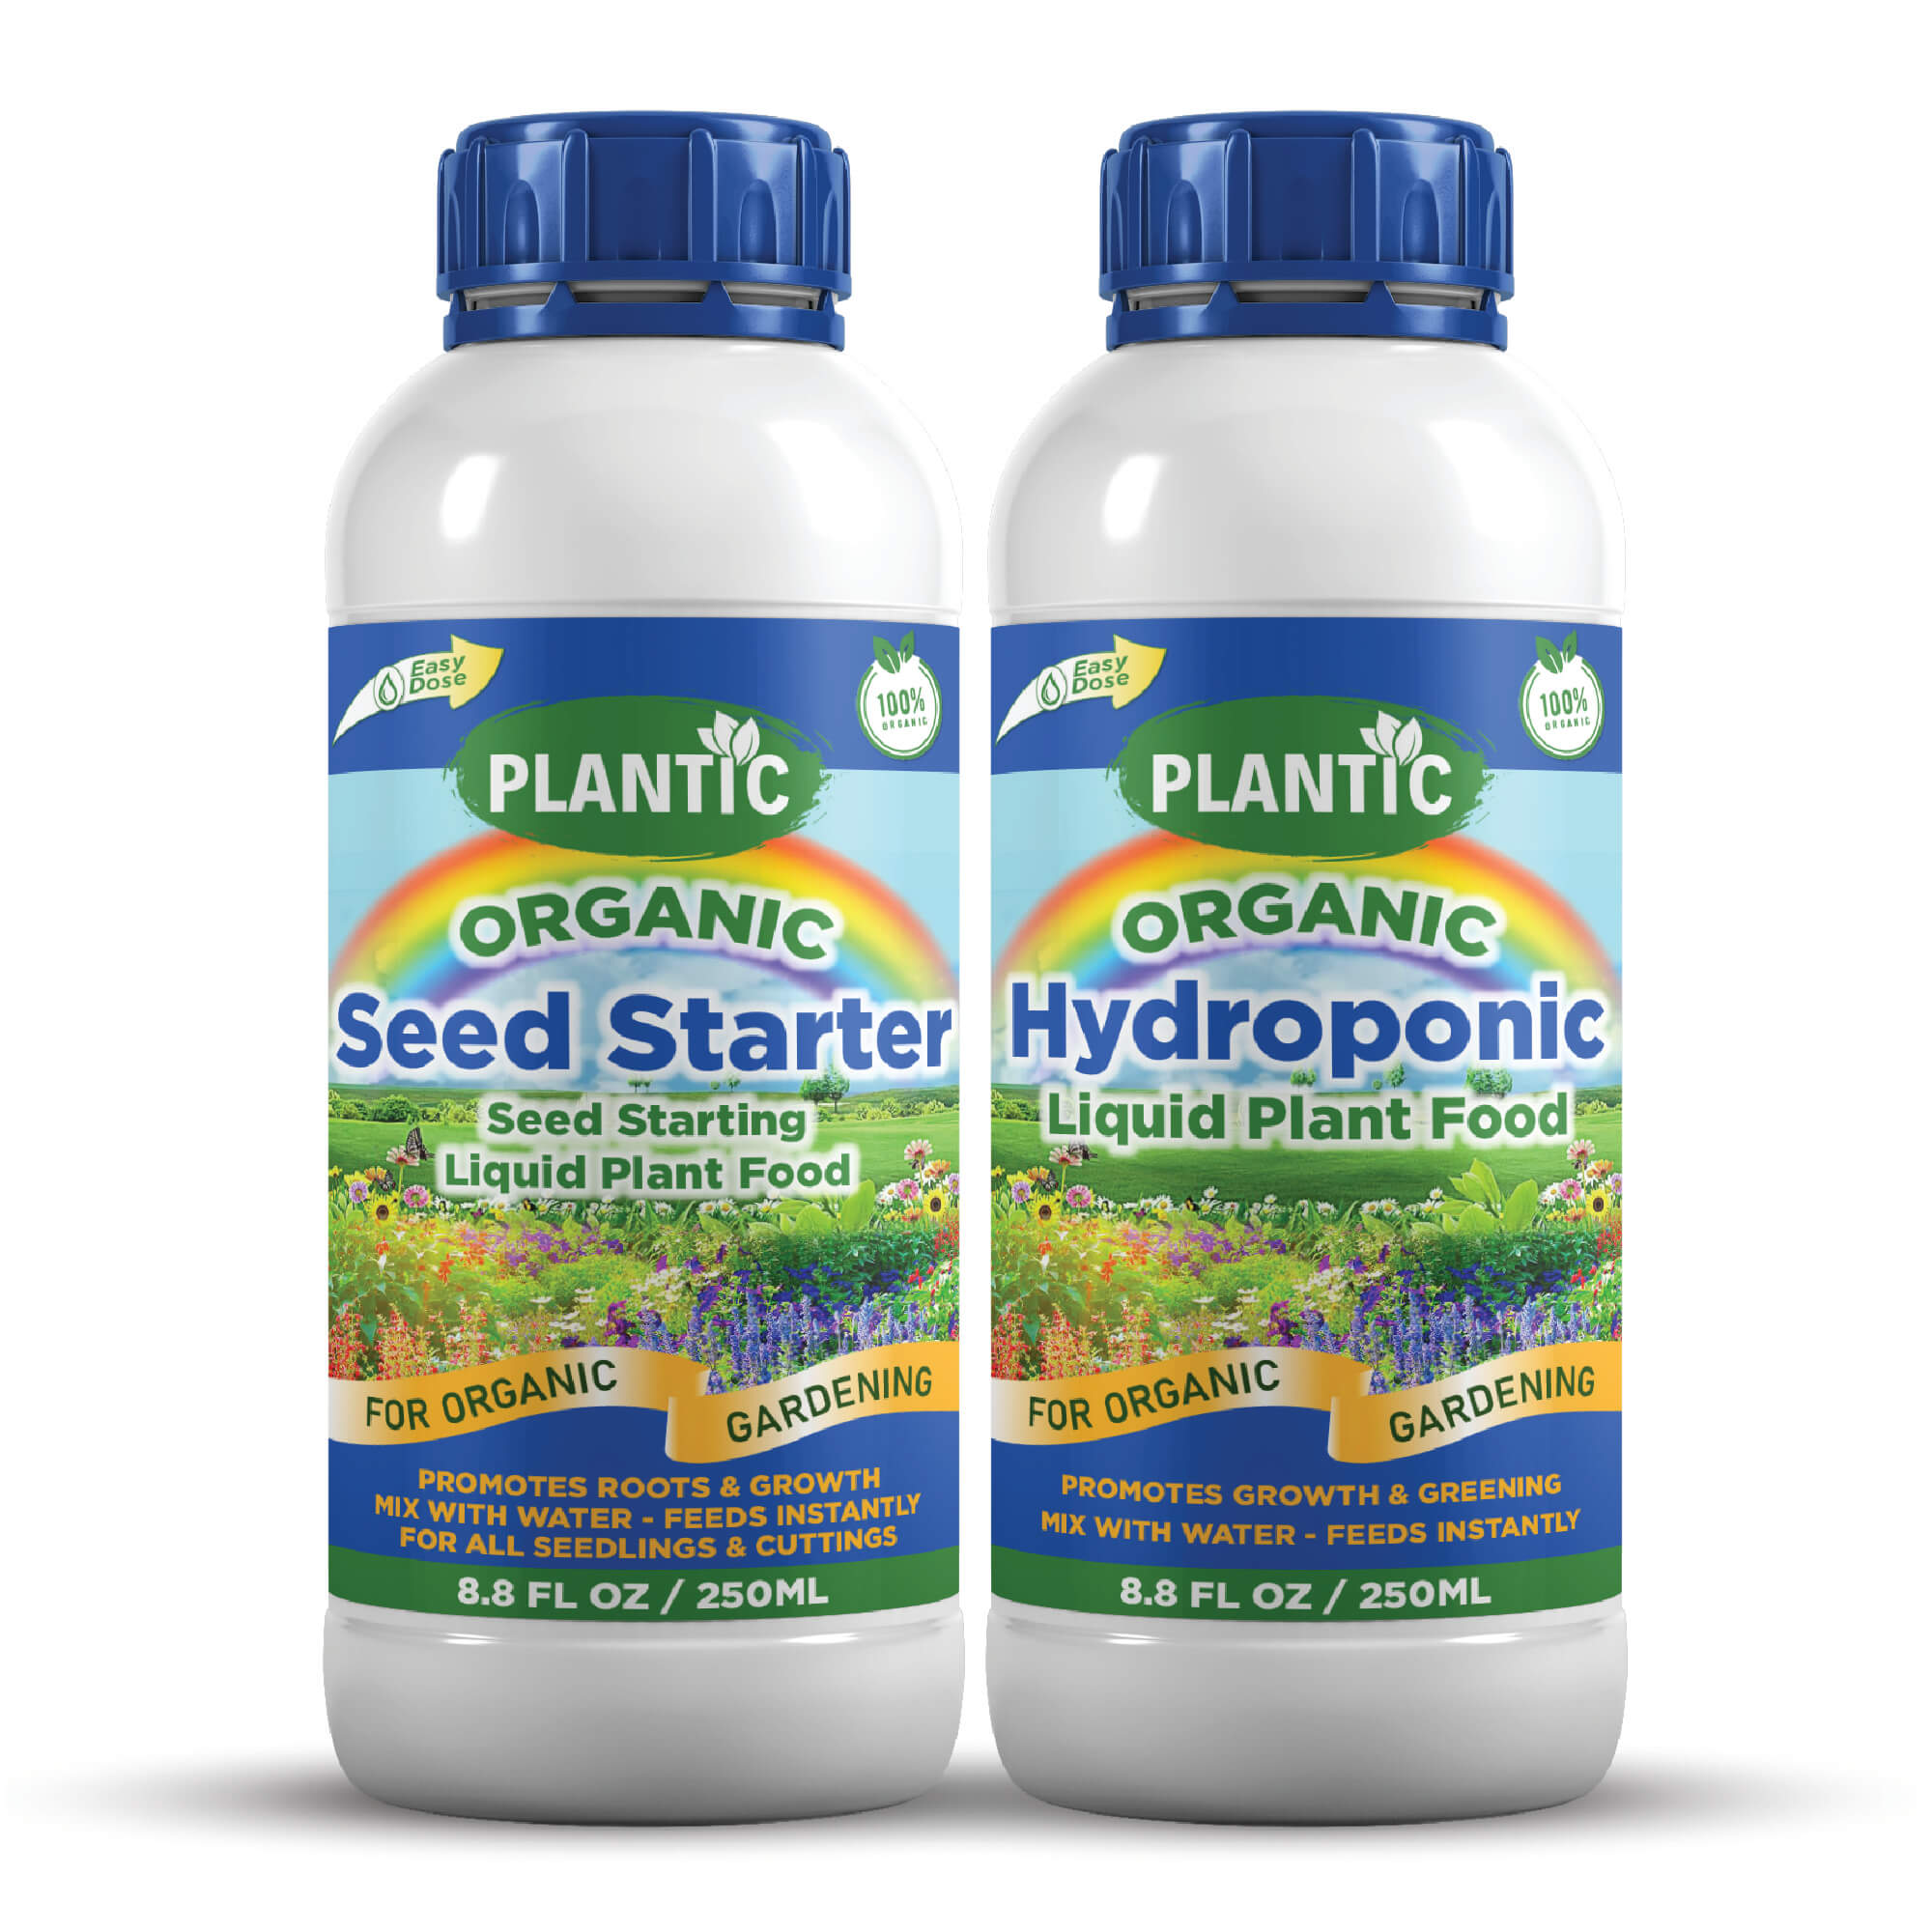 Easy
Dose
100%
ORGANIC
PLANTIC
ORGANIC
Seed Starter
Seed Starting
Liquid Plant Food
FOR ORGANIC
GARDENING
PROMOTES ROOTS & GROWTH
MIX WITH WATER - FEEDS INSTANTLY
FOR ALL SEEDLINGS & CUTTINGS
8.8 FL OZ / 250ML
Easy
Dose
100%
ORGANIC
PLANTIC
ORGANIC
Hydroponic
Liquid Plant Food
FOR ORGANIC
GARDENING
PROMOTES GROWTH & GREENING
MIX WITH WATER - FEEDS INSTANTLY
8.8 FL OZ / 250ML